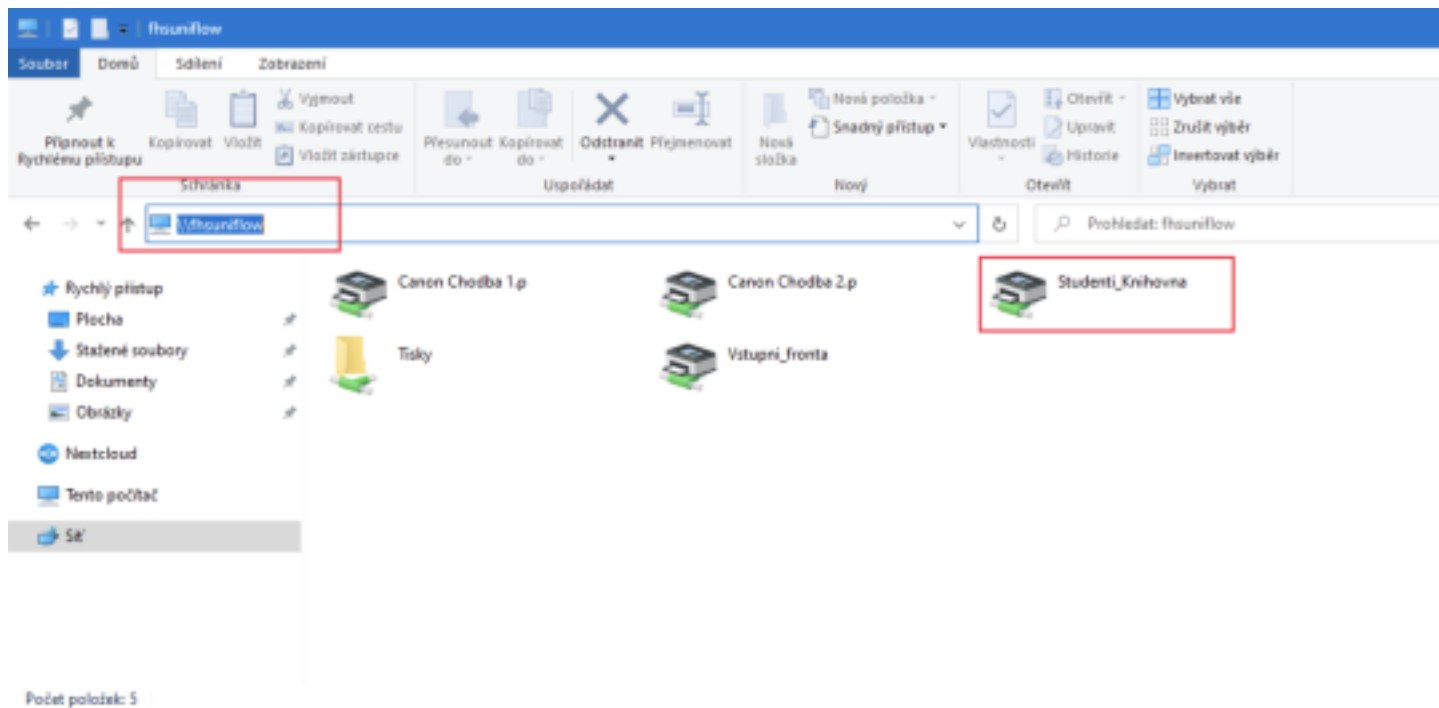 fhsuniflow
Soubor Domů Sdílení Zobrazení
Připnout k Rychlému přístupu
Kopírovat
Vložit
Vyjmout
Kopírovat cestu
Vložit zástupce
Schránka
Přesunout do
Kopírovat do
Odstranit
Přejmenovat
Uspořádat
Nová složka
Nová položka
Snadný přístup
Nový
Vlastnosti
Otevřít
Upravit
Historie
Otevřít
Vybrat vše
Zrušit výběr
Invertovat výběr
Vybrat
\\fhsuniflow
Prohledat: fhsuniflow
Rychlý přístup
Plocha
Stažené soubory
Dokumenty
Obrázky
Nextcloud
Tento počítač
Síť
Canon Chodba 1.p
Canon Chodba 2.p
Studenti_Knihovna
Tisky
Vstupni_fronta
Počet položek: 5